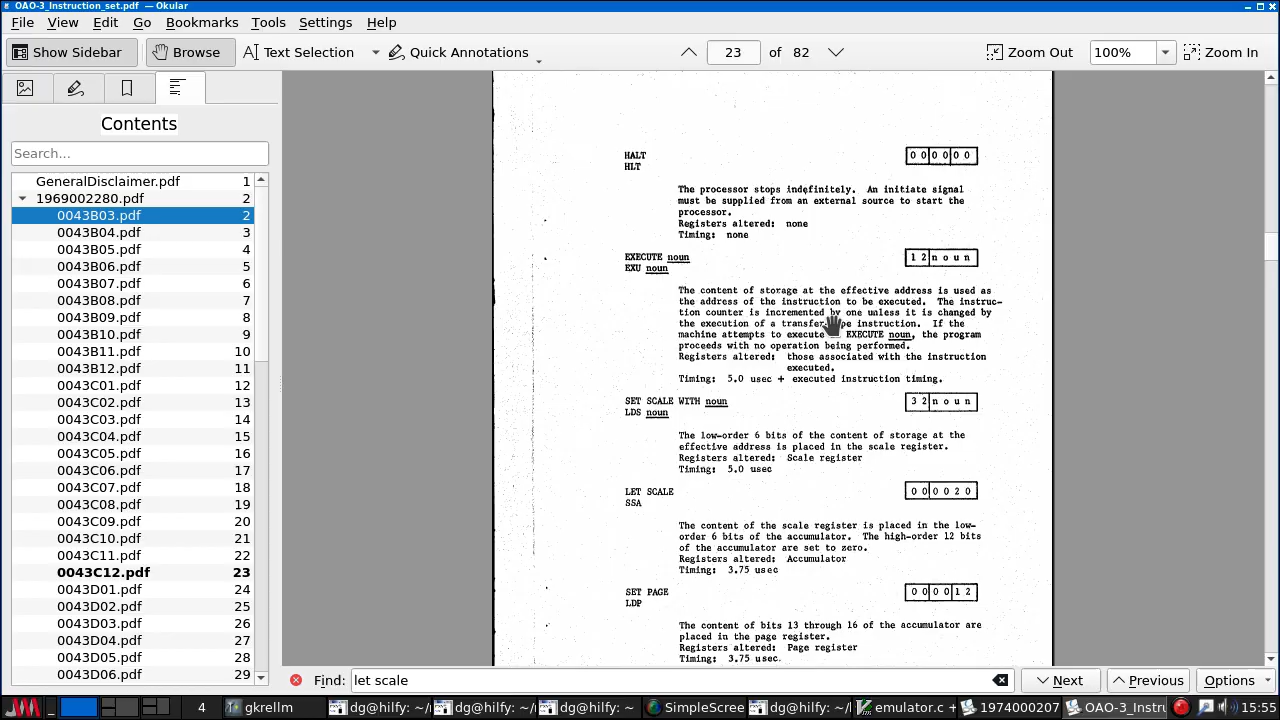 OAO-3_Instruction_set.pdf — Okular
File View Edit Go Bookmarks Tools Settings Help
Show Sidebar Browse Text Selection Quick Annotations 23 of 82 Zoom Out 100% Zoom In
Contents
Search...
GeneralDisclaimer.pdf 1
1969002280.pdf 2
0043B03.pdf 2
0043B04.pdf 3
0043B05.pdf 4
0043B06.pdf 5
0043B07.pdf 6
0043B08.pdf 7
0043B09.pdf 8
0043B10.pdf 9
0043B11.pdf 10
0043B12.pdf 11
0043C01.pdf 12
0043C02.pdf 13
0043C03.pdf 14
0043C04.pdf 15
0043C05.pdf 16
0043C06.pdf 17
0043C07.pdf 18
0043C08.pdf 19
0043C09.pdf 20
0043C10.pdf 21
0043C11.pdf 22
0043C12.pdf 23
0043D01.pdf 24
0043D02.pdf 25
0043D03.pdf 26
0043D04.pdf 27
0043D05.pdf 28
0043D06.pdf 29
HALT 0 0 0 0 0 0
HLT
The processor stops indefinitely. An initiate signal
must be supplied from an external source to start the
processor.
Registers altered: none
Timing: none
EXECUTE noun 1 2 n o u n
EXU noun
The content of storage at the effective address is used as
the address of the instruction to be executed. The instruc-
tion counter is incremented by one unless it is changed by
the execution of a transfer instruction. If the
machine attempts to execute EXECUTE noun, the program
proceeds with no operation being performed.
Registers altered: those associated with the instruction
executed.
Timing: 5.0 usec + executed instruction timing.
SET SCALE WITH noun 3 2 n o u n
LDS noun
The low-order 6 bits of the content of storage at the
effective address is placed in the scale register.
Registers altered: Scale register
Timing: 5.0 usec
LET SCALE 0 0 0 0 2 0
SSA
The content of the scale register is placed in the low-
order 6 bits of the accumulator. The high-order 12 bits
of the accumulator are set to zero.
Registers altered: Accumulator
Timing: 3.75 usec
SET PAGE 0 0 0 0 1 2
LDP
The content of bits 13 through 16 of the accumulator are
placed in the page register.
Registers altered: Page register
Timing: 3.75 usec.
Find: let scale Next Previous Options
4 gkrellm dg@hilfy: ~/ dg@hilfy: ~/ dg@hilfy: ~ SimpleScree dg@hilfy: ~/ emulator.c + 1974000207 OAO-3_Instru 15:55